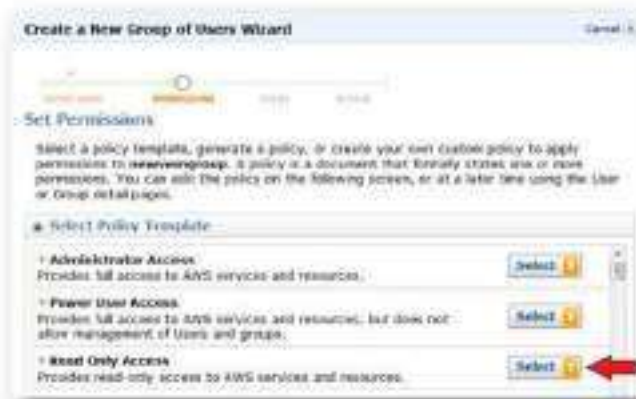 Create a New Group of Users Wizard
Cancel
PERMISSIONS
Set Permissions
Select a policy template, generate a policy, or create your own custom policy to apply
permissions to. A policy is a document that formally states one or more
permissions. You can edit the policy on the following screen, or at a later time using the User
or Group detail pages.
Select Policy Template
Administrator Access
Select
Provides full access to AWS services and resources.
Power User Access
Select
Provides full access to AWS services and resources, but does not
allow management of Users and groups.
Read Only Access
Select
Provides read-only access to AWS services and resources.